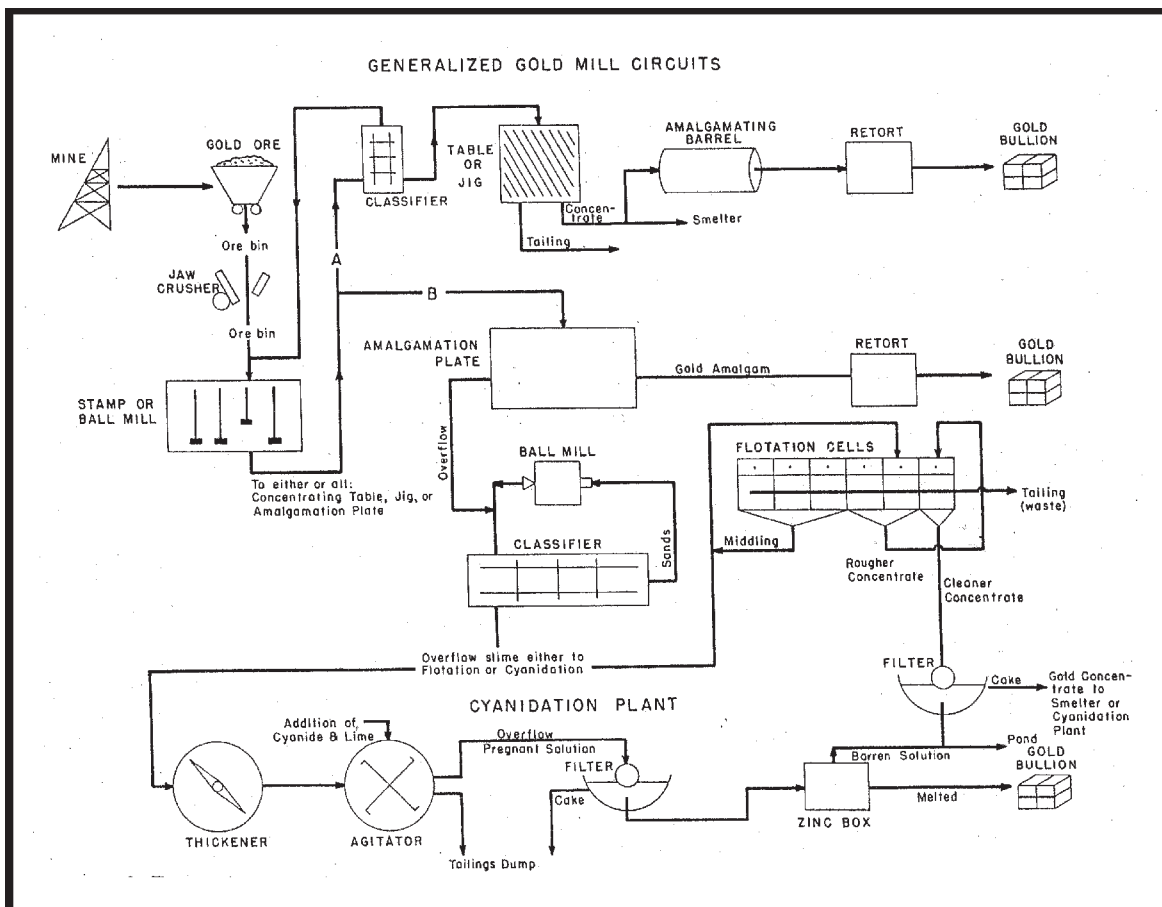 GENERALIZED GOLD MILL CIRCUITS
MINE
GOLD ORE
Ore bin
JAW
CRUSHER
Ore bin
STAMP OR
BALL MILL
To either or all:
Concentrating Table, Jig, or
Amalgamation Plate
A
B
CLASSIFIER
TABLE
OR
JIG
Concen-
trate
Tailing
Smelter
AMALGAMATING
BARREL
RETORT
GOLD
BULLION
AMALGAMATION
PLATE
Gold Amalgam
RETORT
GOLD
BULLION
Overflow
BALL MILL
CLASSIFIER
Sands
FLOTATION CELLS
Tailing
(waste)
Middling
Rougher
Concentrate
Cleaner
Concentrate
Overflow slime either to
Flotation or Cyanidation
FILTER
Cake
Gold Concen-
trate to
Smelter or
Cyanidation
Plant
CYANIDATION PLANT
Addition of
Cyanide & Lime
Overflow
Pregnant Solution
FILTER
Cake
THICKENER
AGITATOR
Tailings Dump
Barren Solution
Pond
ZINC BOX
Melted
GOLD
BULLION